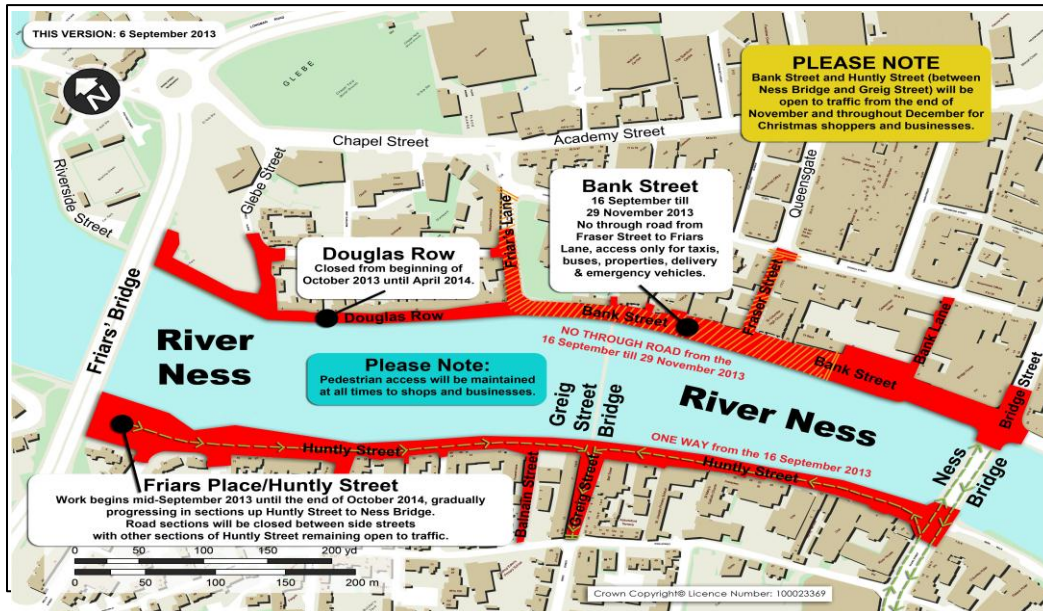 THIS VERSION: 6 September 2013
N
GLEBE
Chapel Street
Academy Street
PLEASE NOTE
Bank Street and Huntly Street (between
Ness Bridge and Greig Street) will be
open to traffic from the end of
November and throughout December for
Christmas shoppers and businesses.
Riverside Street
Glebe Street
Friar's Lane
Queensgate
Bank Street
16 September till
29 November 2013
No through road from
Fraser Street to Friars
Lane, access only for taxis,
buses, properties, delivery
& emergency vehicles.
Douglas Row
Closed from beginning of
October 2013 until April 2014.
Friars' Bridge
Douglas Row
Bank Street
Fraser Street
Bank Lane
Bank Street
Bridge Street
River
Ness
NO THROUGH ROAD from the
16 September till 29 November 2013
Please Note:
Pedestrian access will be maintained
at all times to shops and businesses.
Greig
Street
Bridge
River Ness
ONE WAY from the 16 September 2013
Huntly Street
Huntly Street
Ness
Bridge
Balnain Street
Greig Street
Friars Place/Huntly Street
Work begins mid-September 2013 until the end of October 2014, gradually
progressing in sections up Huntly Street to Ness Bridge.
Road sections will be closed between side streets
with other sections of Huntly Street remaining open to traffic.
0 50 100 150 200 yd
0 50 100 150 200 m
Crown Copyright© Licence Number: 100023369